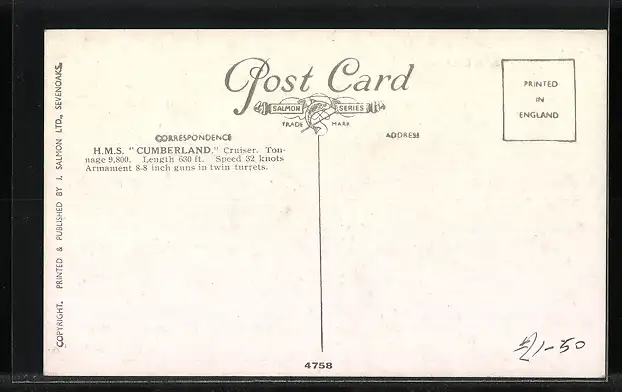 Post Card
SALMON SERIES
TRADE MARK
PRINTED
IN
ENGLAND
CORRESPONDENCE
ADDRESS
H.M.S. "CUMBERLAND." Cruiser. Ton-
nage 9,800. Length 630 ft. Speed 32 knots
Armament 8-8 inch guns in twin turrets.
COPYRIGHT. PRINTED & PUBLISHED BY J. SALMON LTD., SEVENOAKS.
4758
£1-50